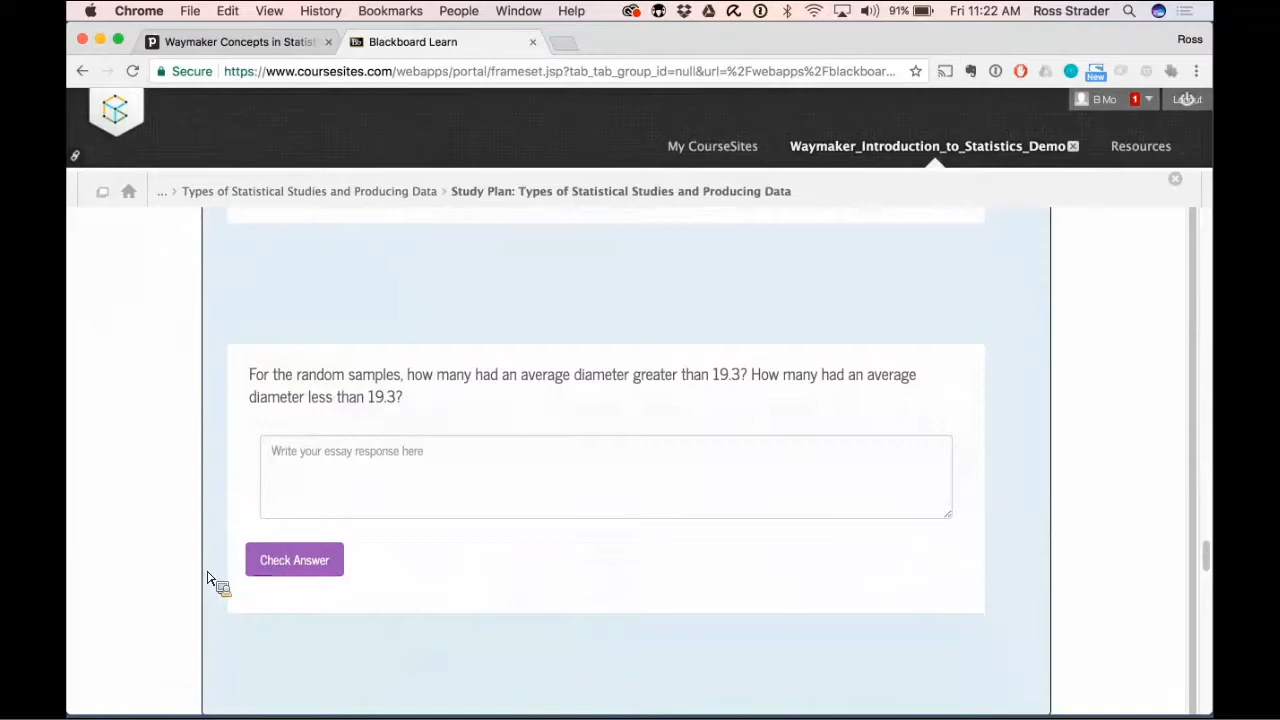 Chrome File Edit View History Bookmarks People Window Help 91% Fri 11:22 AM Ross Strader
Waymaker Concepts in Statist Blackboard Learn Ross
Secure https://www.coursesites.com/webapps/portal/frameset.jsp?tab_tab_group_id=null&url=%2Fwebapps%2Fblackboar... New
B Mo 1 Logout
My CourseSites Waymaker_Introduction_to_Statistics_Demo Resources
... > Types of Statistical Studies and Producing Data > Study Plan: Types of Statistical Studies and Producing Data
For the random samples, how many had an average diameter greater than 19.3? How many had an average
diameter less than 19.3?
Write your essay response here
Check Answer